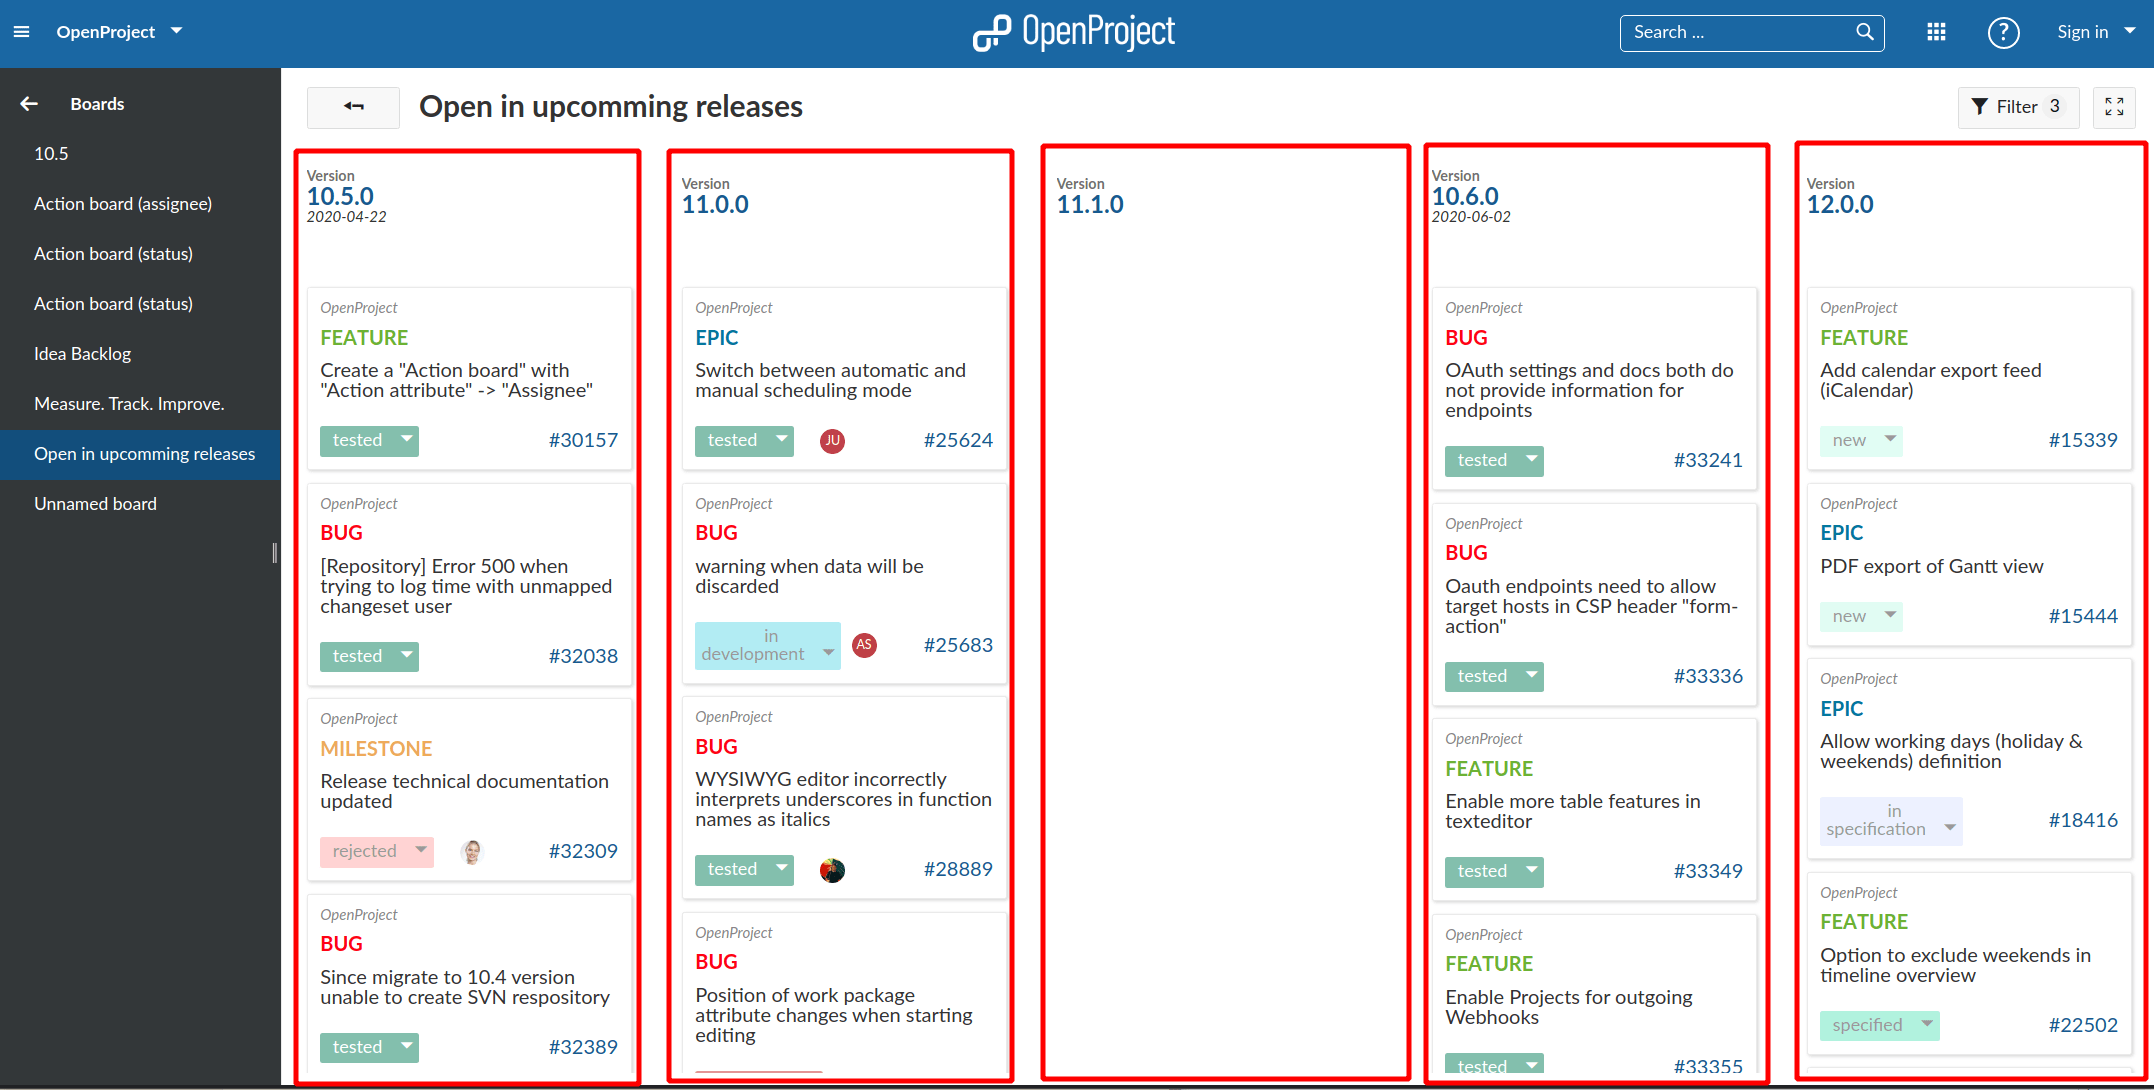 OpenProject
OpenProject
Search ...
?
Sign in
Boards
10.5
Action board (assignee)
Action board (status)
Action board (status)
Idea Backlog
Measure. Track. Improve.
Open in upcomming releases
Unnamed board
Open in upcomming releases
Filter 3
Version
10.5.0
2020-04-22
OpenProject
FEATURE
Create a "Action board" with
"Action attribute" -> "Assignee"
tested
#30157
OpenProject
BUG
[Repository] Error 500 when
trying to log time with unmapped
changeset user
tested
#32038
OpenProject
MILESTONE
Release technical documentation
updated
rejected
#32309
OpenProject
BUG
Since migrate to 10.4 version
unable to create SVN respository
tested
#32389
Version
11.0.0
OpenProject
EPIC
Switch between automatic and
manual scheduling mode
tested
JU
#25624
OpenProject
BUG
warning when data will be
discarded
in
development
AS
#25683
OpenProject
BUG
WYSIWYG editor incorrectly
interprets underscores in function
names as italics
tested
#28889
OpenProject
BUG
Position of work package
attribute changes when starting
editing
Version
11.1.0
Version
10.6.0
2020-06-02
OpenProject
BUG
OAuth settings and docs both do
not provide information for
endpoints
tested
#33241
OpenProject
BUG
Oauth endpoints need to allow
target hosts in CSP header "form-
action"
tested
#33336
OpenProject
FEATURE
Enable more table features in
texteditor
tested
#33349
OpenProject
FEATURE
Enable Projects for outgoing
Webhooks
tested
#33355
Version
12.0.0
OpenProject
FEATURE
Add calendar export feed
(iCalendar)
new
#15339
OpenProject
EPIC
PDF export of Gantt view
new
#15444
OpenProject
EPIC
Allow working days (holiday &
weekends) definition
in
specification
#18416
OpenProject
FEATURE
Option to exclude weekends in
timeline overview
specified
#22502